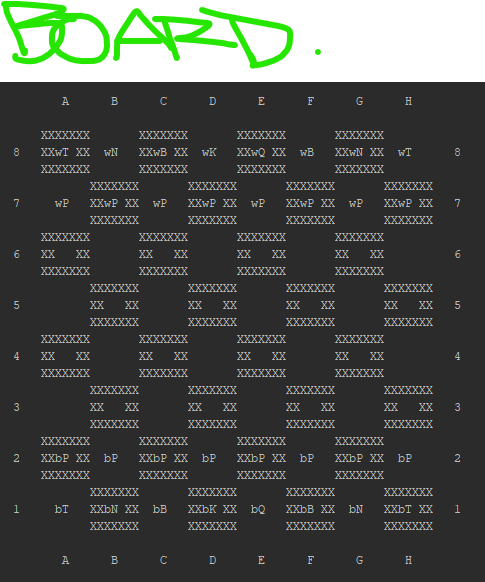 BOARD.
A B C D E F G H
XXXXXXX XXXXXXX XXXXXXX XXXXXXX
8 XXwT XX wN XXwB XX wK XXwQ XX wB XXwN XX wT 8
XXXXXXX XXXXXXX XXXXXXX XXXXXXX
XXXXXXX XXXXXXX XXXXXXX XXXXXXX
7 wP XXwP XX wP XXwP XX wP XXwP XX wP XXwP XX 7
XXXXXXX XXXXXXX XXXXXXX XXXXXXX
XXXXXXX XXXXXXX XXXXXXX XXXXXXX
6 XX XX XX XX XX XX XX XX 6
XXXXXXX XXXXXXX XXXXXXX XXXXXXX
XXXXXXX XXXXXXX XXXXXXX XXXXXXX
5 XX XX XX XX XX XX XX XX 5
XXXXXXX XXXXXXX XXXXXXX XXXXXXX
XXXXXXX XXXXXXX XXXXXXX XXXXXXX
4 XX XX XX XX XX XX XX XX 4
XXXXXXX XXXXXXX XXXXXXX XXXXXXX
XXXXXXX XXXXXXX XXXXXXX XXXXXXX
3 XX XX XX XX XX XX XX XX 3
XXXXXXX XXXXXXX XXXXXXX XXXXXXX
XXXXXXX XXXXXXX XXXXXXX XXXXXXX
2 XXbP XX bP XXbP XX bP XXbP XX bP XXbP XX bP 2
XXXXXXX XXXXXXX XXXXXXX XXXXXXX
XXXXXXX XXXXXXX XXXXXXX XXXXXXX
1 bT XXbN XX bB XXbK XX bQ XXbB XX bN XXbT XX 1
XXXXXXX XXXXXXX XXXXXXX XXXXXXX
A B C D E F G H